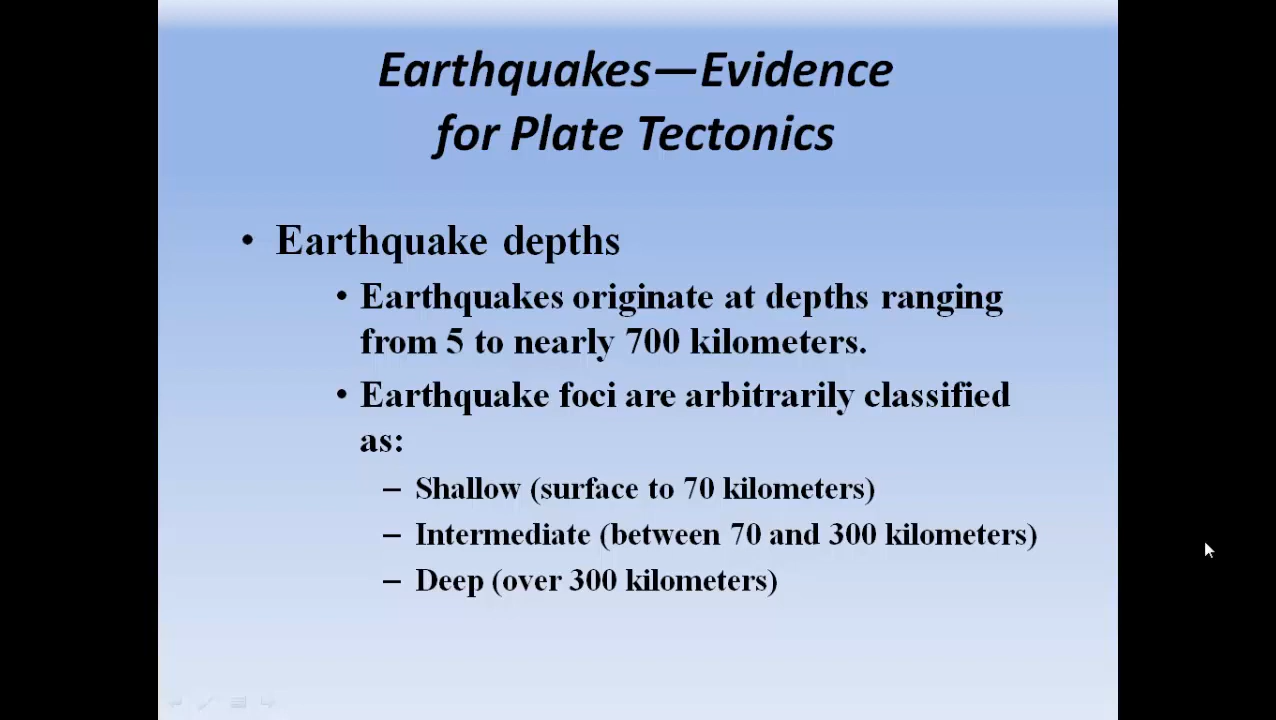 Earthquakes—Evidence
for Plate Tectonics
• Earthquake depths
• Earthquakes originate at depths ranging
from 5 to nearly 700 kilometers.
• Earthquake foci are arbitrarily classified
as:
– Shallow (surface to 70 kilometers)
– Intermediate (between 70 and 300 kilometers)
– Deep (over 300 kilometers)